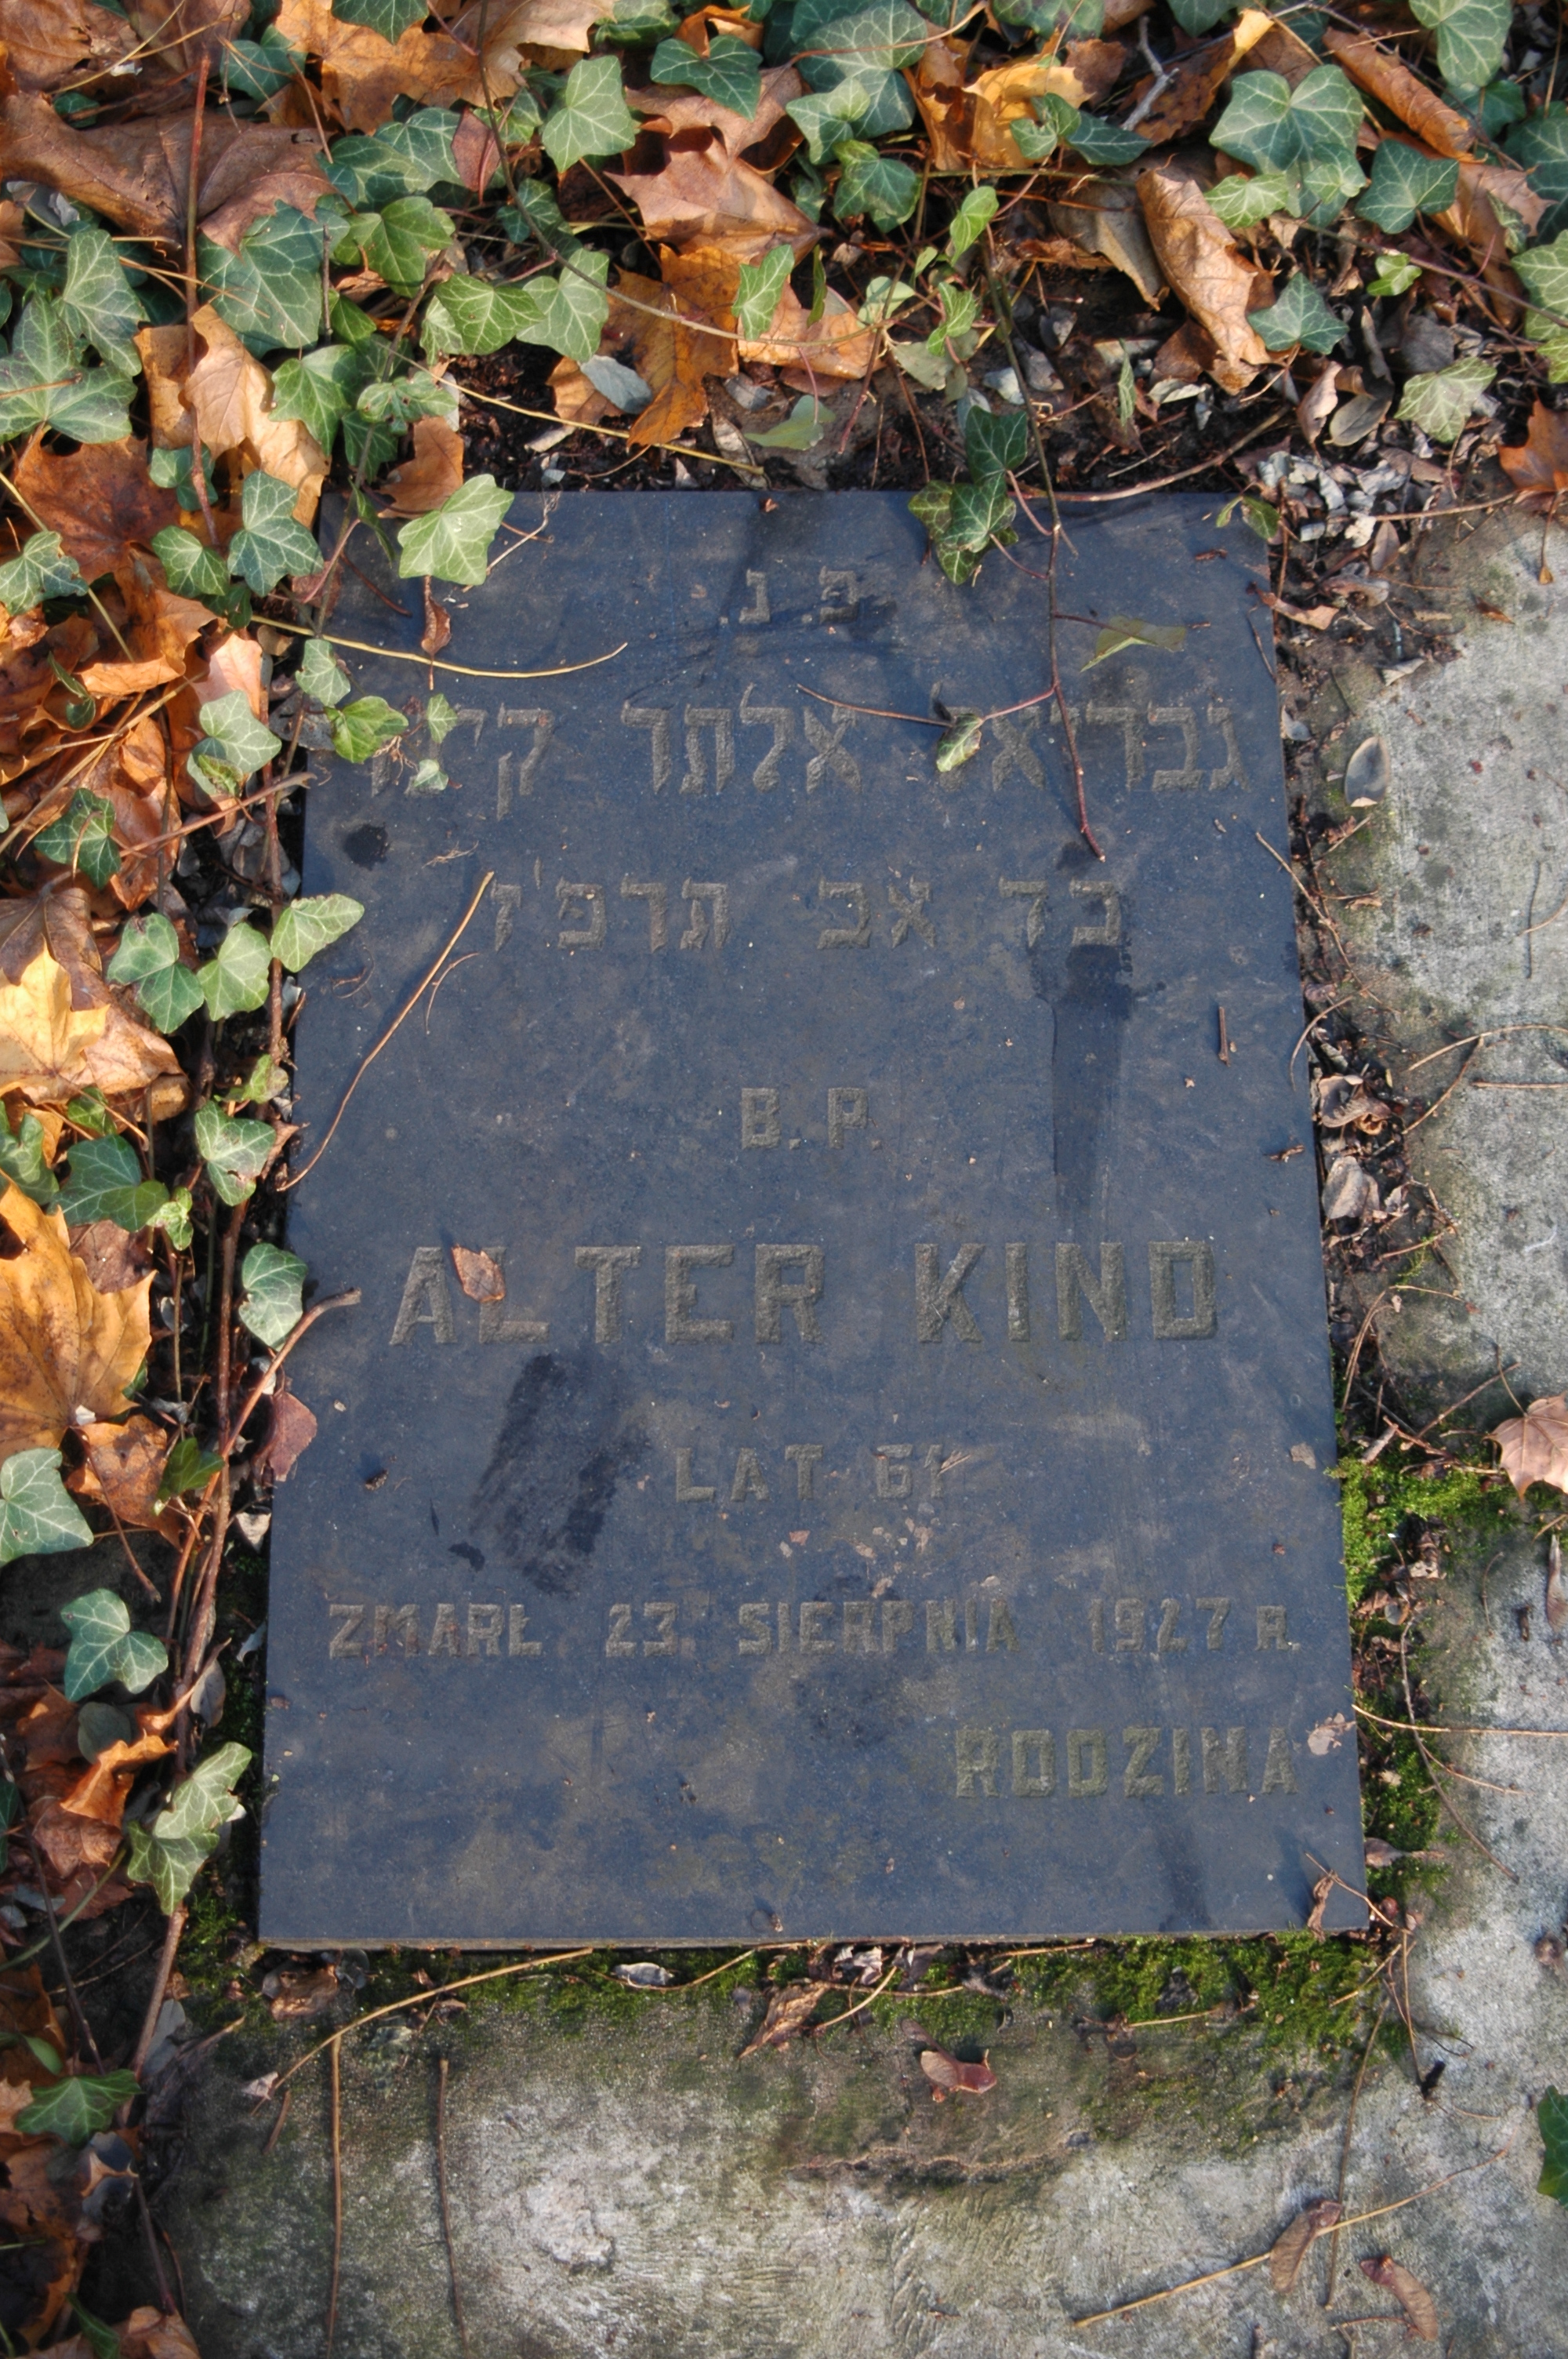 פ. נ.
גבריאל אלתר קינד
כד אב תרפ'ז
B. P.
ALTER KIND
LAT 61
ZMARŁ 23. SIERPNIA 1927 R.
RODZINA